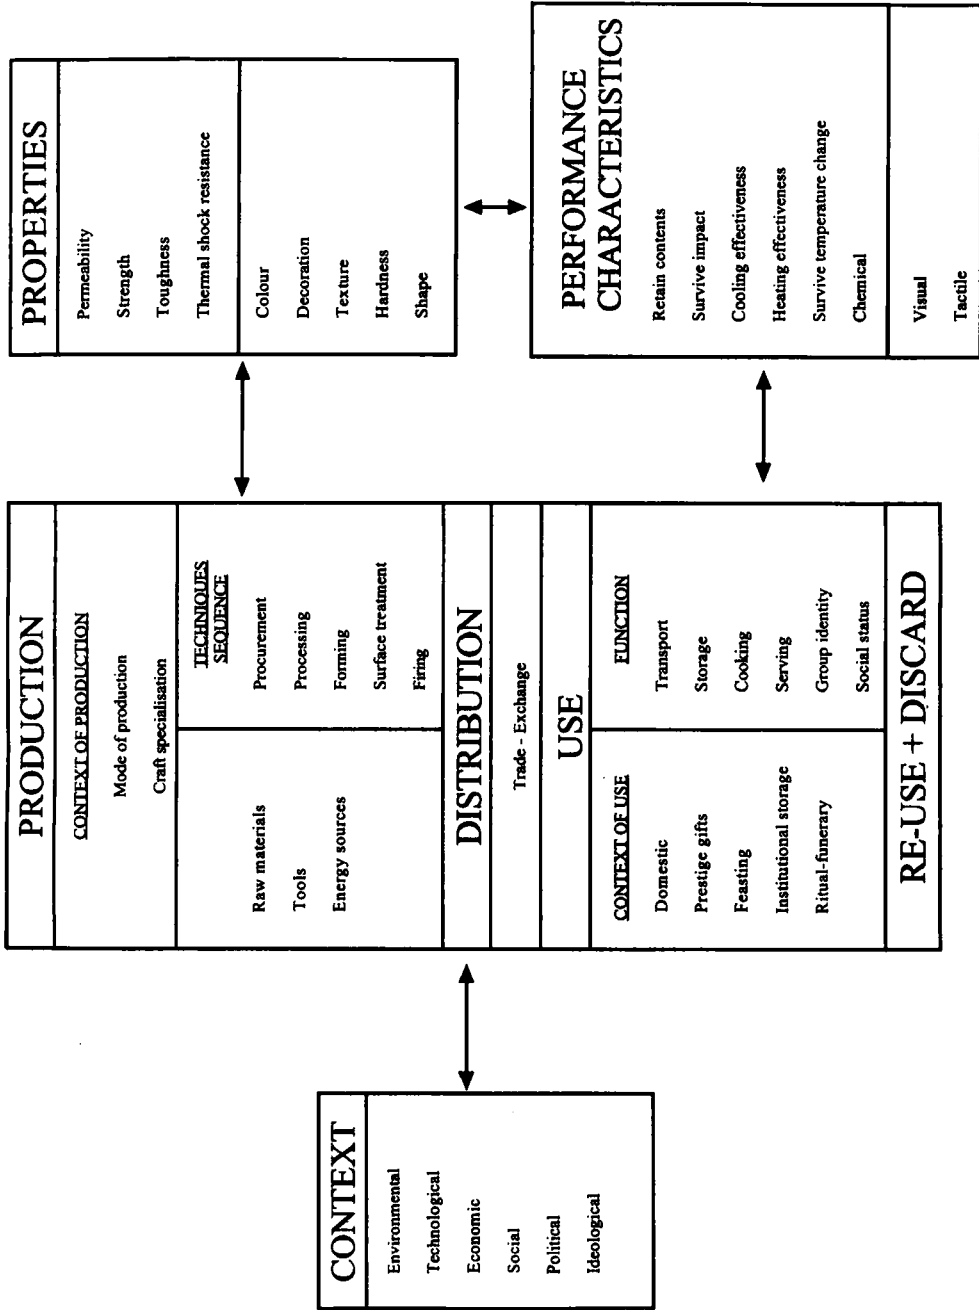 CONTEXT
Environmental
Technological
Economic
Social
Political
Ideological
PRODUCTION
CONTEXT OF PRODUCTION
Mode of production
Craft specialisation
Raw materials
Tools
Energy sources
TECHNIQUES
SEQUENCE
Procurement
Processing
Forming
Surface treatment
Firing
DISTRIBUTION
Trade - Exchange
USE
CONTEXT OF USE
Domestic
Prestige gifts
Feasting
Institutional storage
Ritual-funerary
FUNCTION
Transport
Storage
Cooking
Serving
Group identity
Social status
RE-USE + DISCARD
PROPERTIES
Permeability
Strength
Toughness
Thermal shock resistance
Colour
Decoration
Texture
Hardness
Shape
PERFORMANCE
CHARACTERISTICS
Retain contents
Survive impact
Cooling effectiveness
Heating effectiveness
Survive temperature change
Chemical
Visual
Tactile